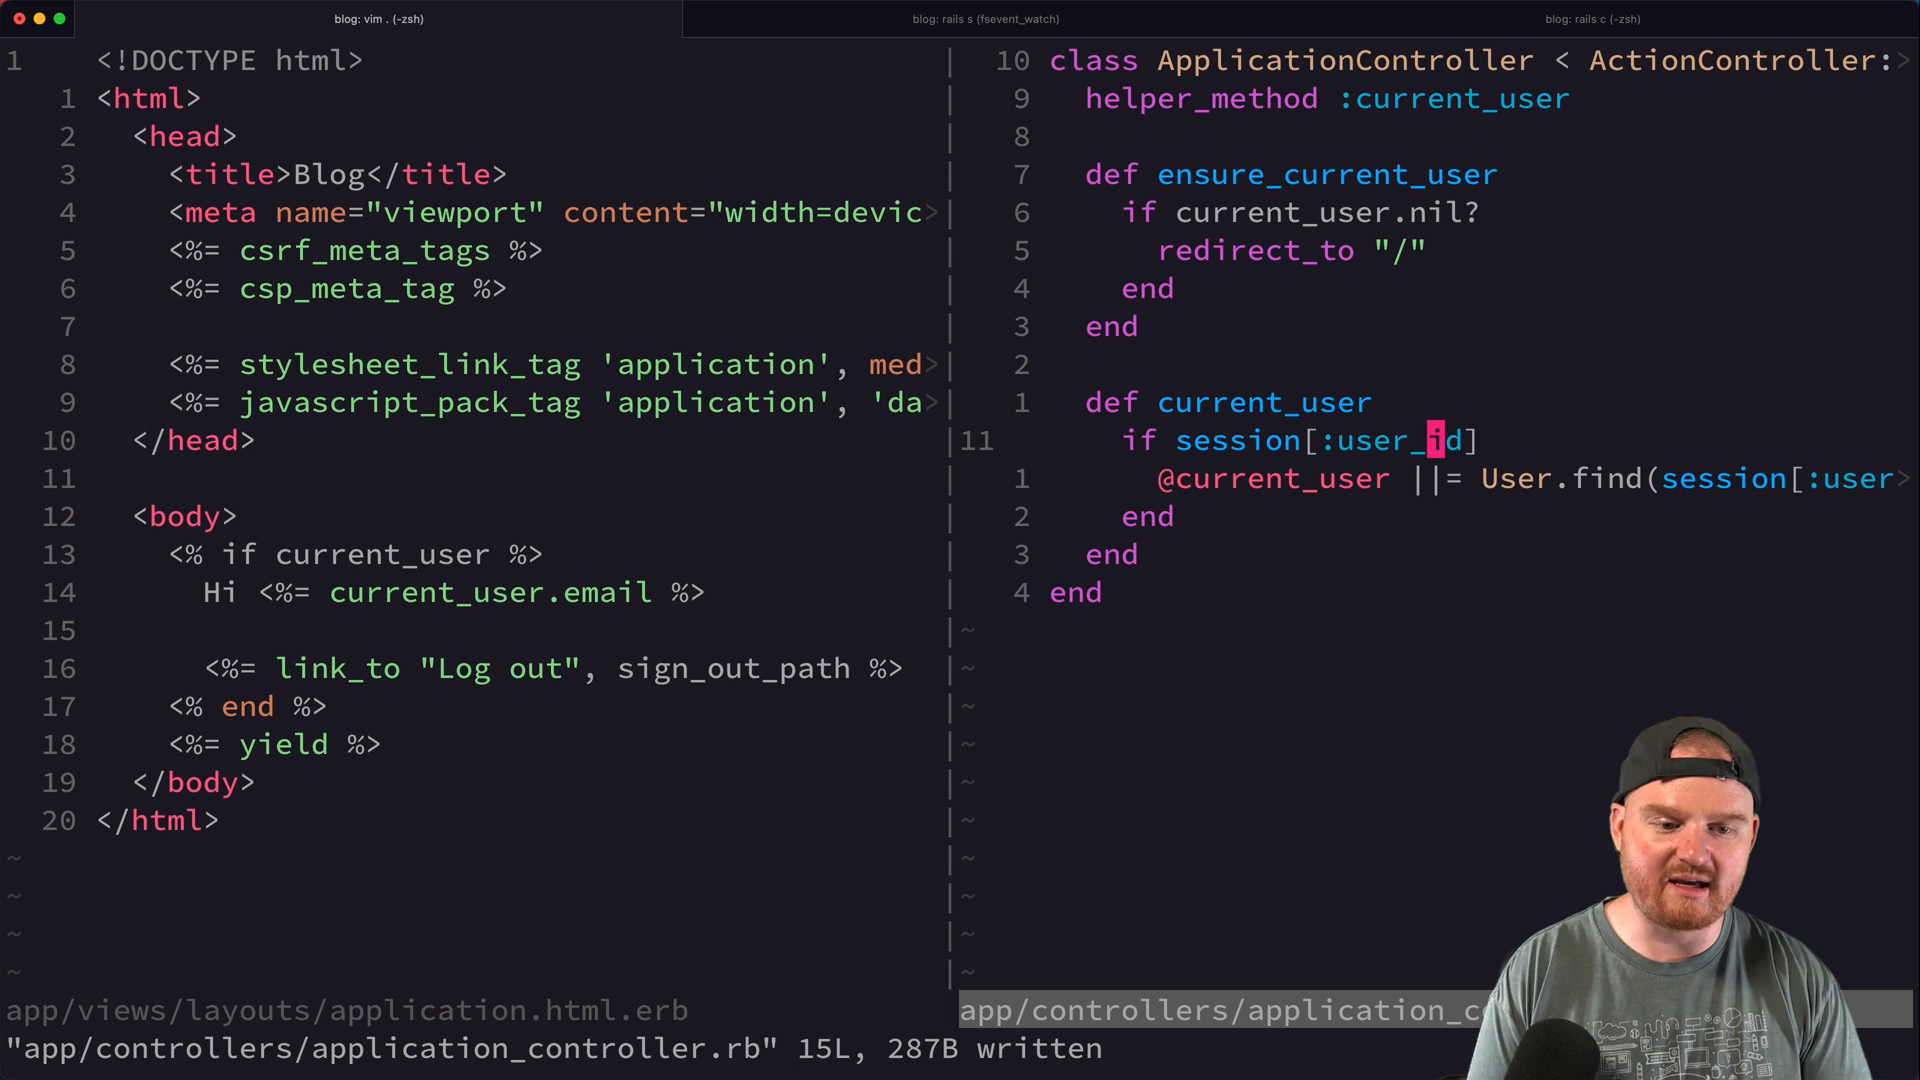 blog: vim . (-zsh)
blog: rails s (fsevent_watch)
blog: rails c (-zsh)
1 <!DOCTYPE html>
1 <html>
2 <head>
3 <title>Blog</title>
4 <meta name="viewport" content="width=devic>
5 <%= csrf_meta_tags %>
6 <%= csp_meta_tag %>
7
8 <%= stylesheet_link_tag 'application', med>
9 <%= javascript_pack_tag 'application', 'da>
10 </head>
11
12 <body>
13 <% if current_user %>
14 Hi <%= current_user.email %>
15
16 <%= link_to "Log out", sign_out_path %>
17 <% end %>
18 <%= yield %>
19 </body>
20 </html>
~
~
~
~
app/views/layouts/application.html.erb
10 class ApplicationController < ActionController:>
9 helper_method :current_user
8
7 def ensure_current_user
6 if current_user.nil?
5 redirect_to "/"
4 end
3 end
2
1 def current_user
11 if session[:user_id]
1 @current_user ||= User.find(session[:user>
2 end
3 end
4 end
~
~
~
~
~
~
~
~
~
~
app/controllers/application_c
"app/controllers/application_controller.rb" 15L, 287B written